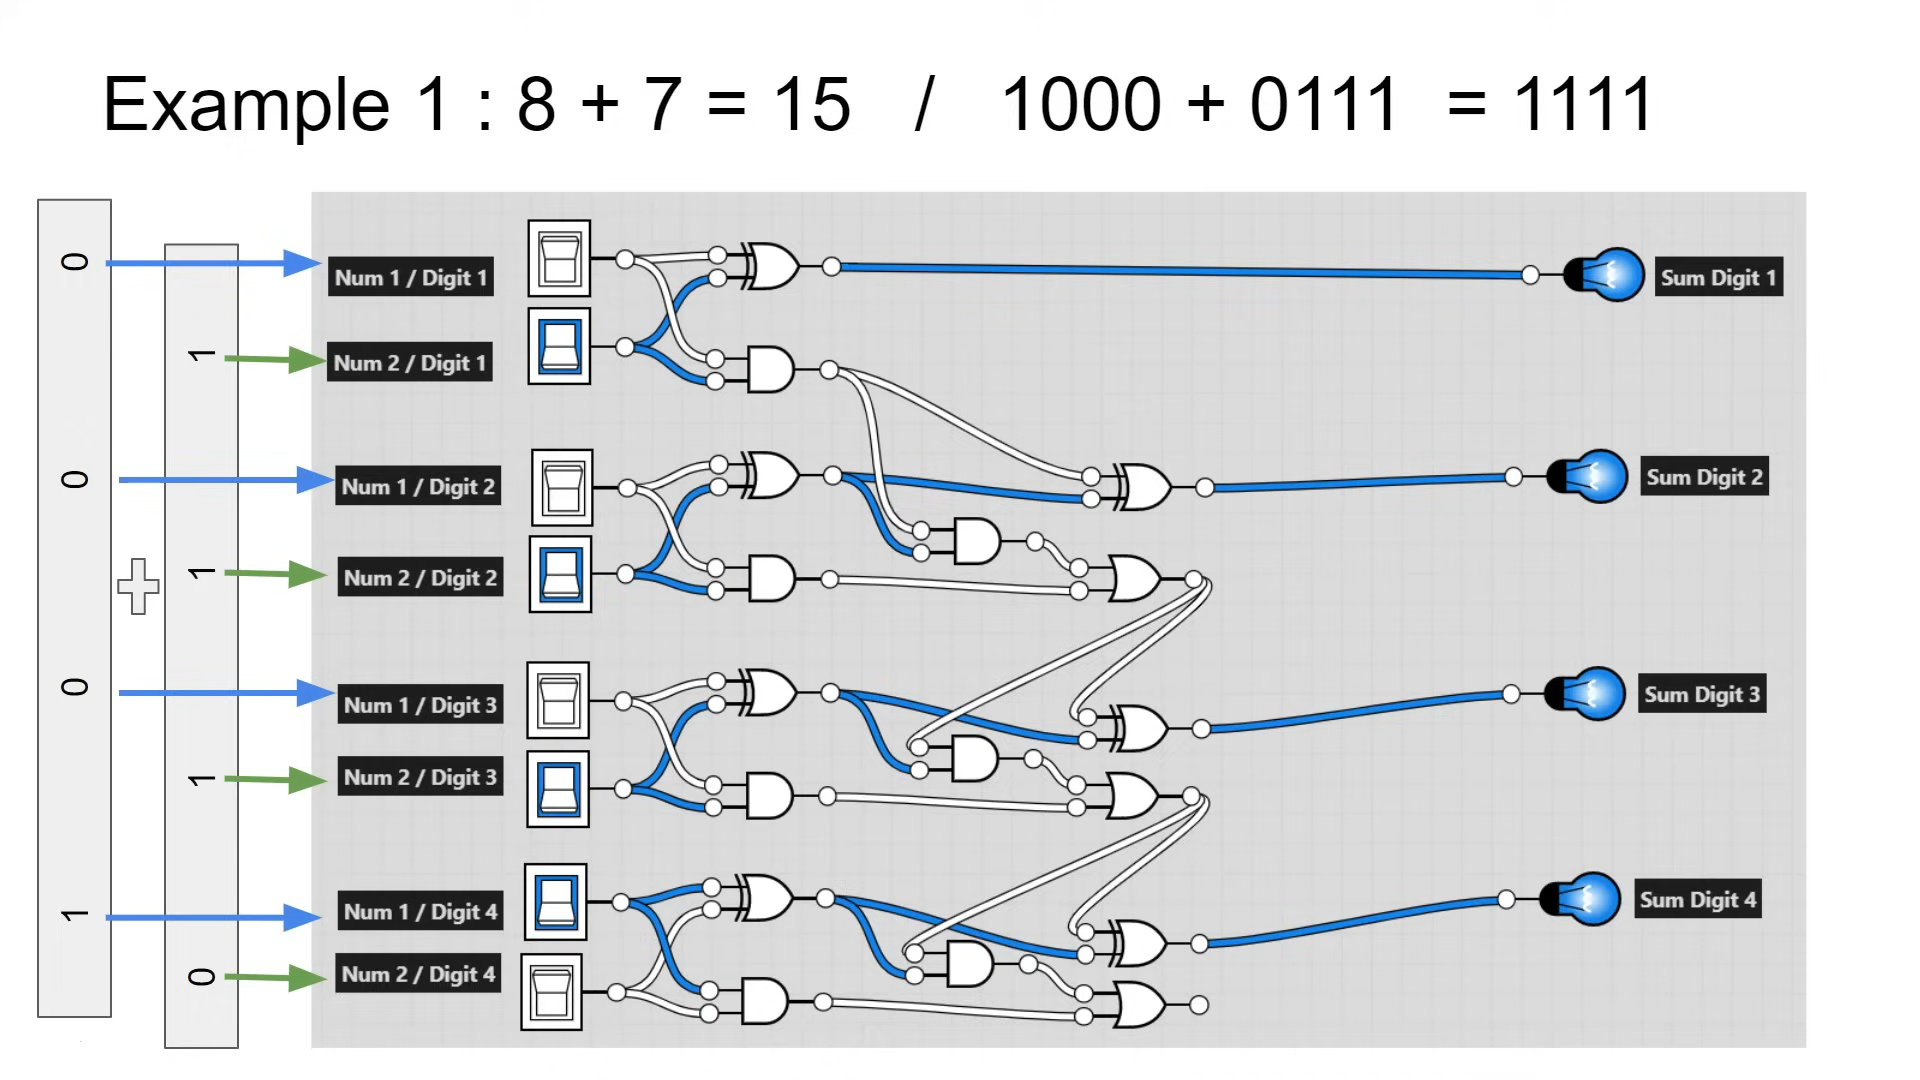 Example 1 : 8 + 7 = 15 / 1000 + 0111 = 1111
0
Num 1 / Digit 1
Sum Digit 1
1
Num 2 / Digit 1
0
Num 1 / Digit 2
Sum Digit 2
1
Num 2 / Digit 2
0
Num 1 / Digit 3
Sum Digit 3
1
Num 2 / Digit 3
1
Num 1 / Digit 4
Sum Digit 4
0
Num 2 / Digit 4